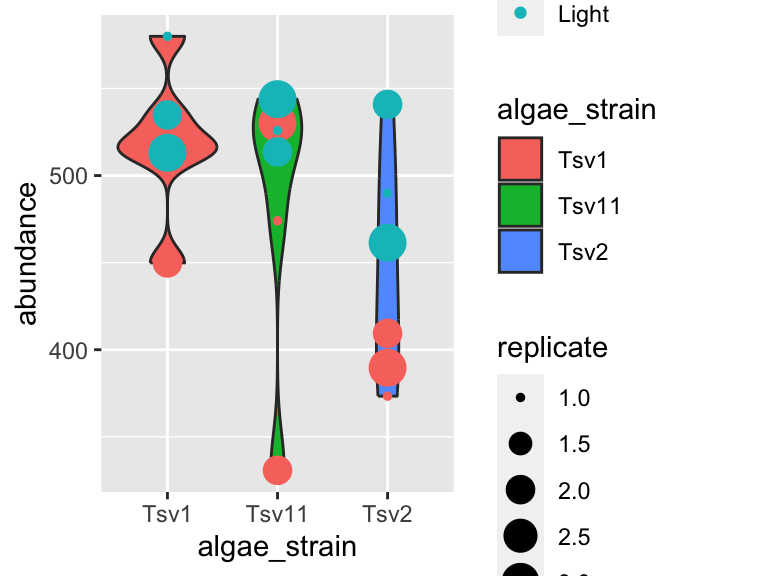 Light
algae_strain
Tsv1
Tsv11
Tsv2
replicate
1.0
1.5
2.0
2.5
abundance
500
400
Tsv1 Tsv11 Tsv2
algae_strain